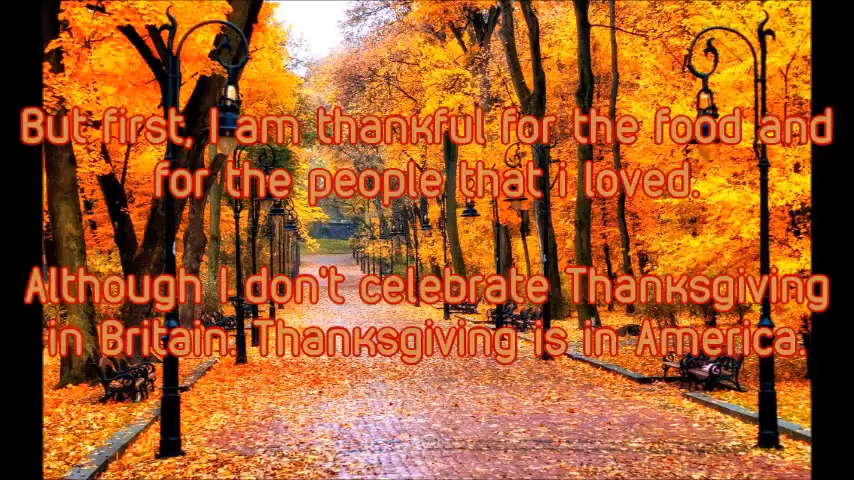 But first, I am thankful for the food and
for the people that i loved.
Although I don't celebrate Thanksgiving
in Britain. Thanksgiving is in America.